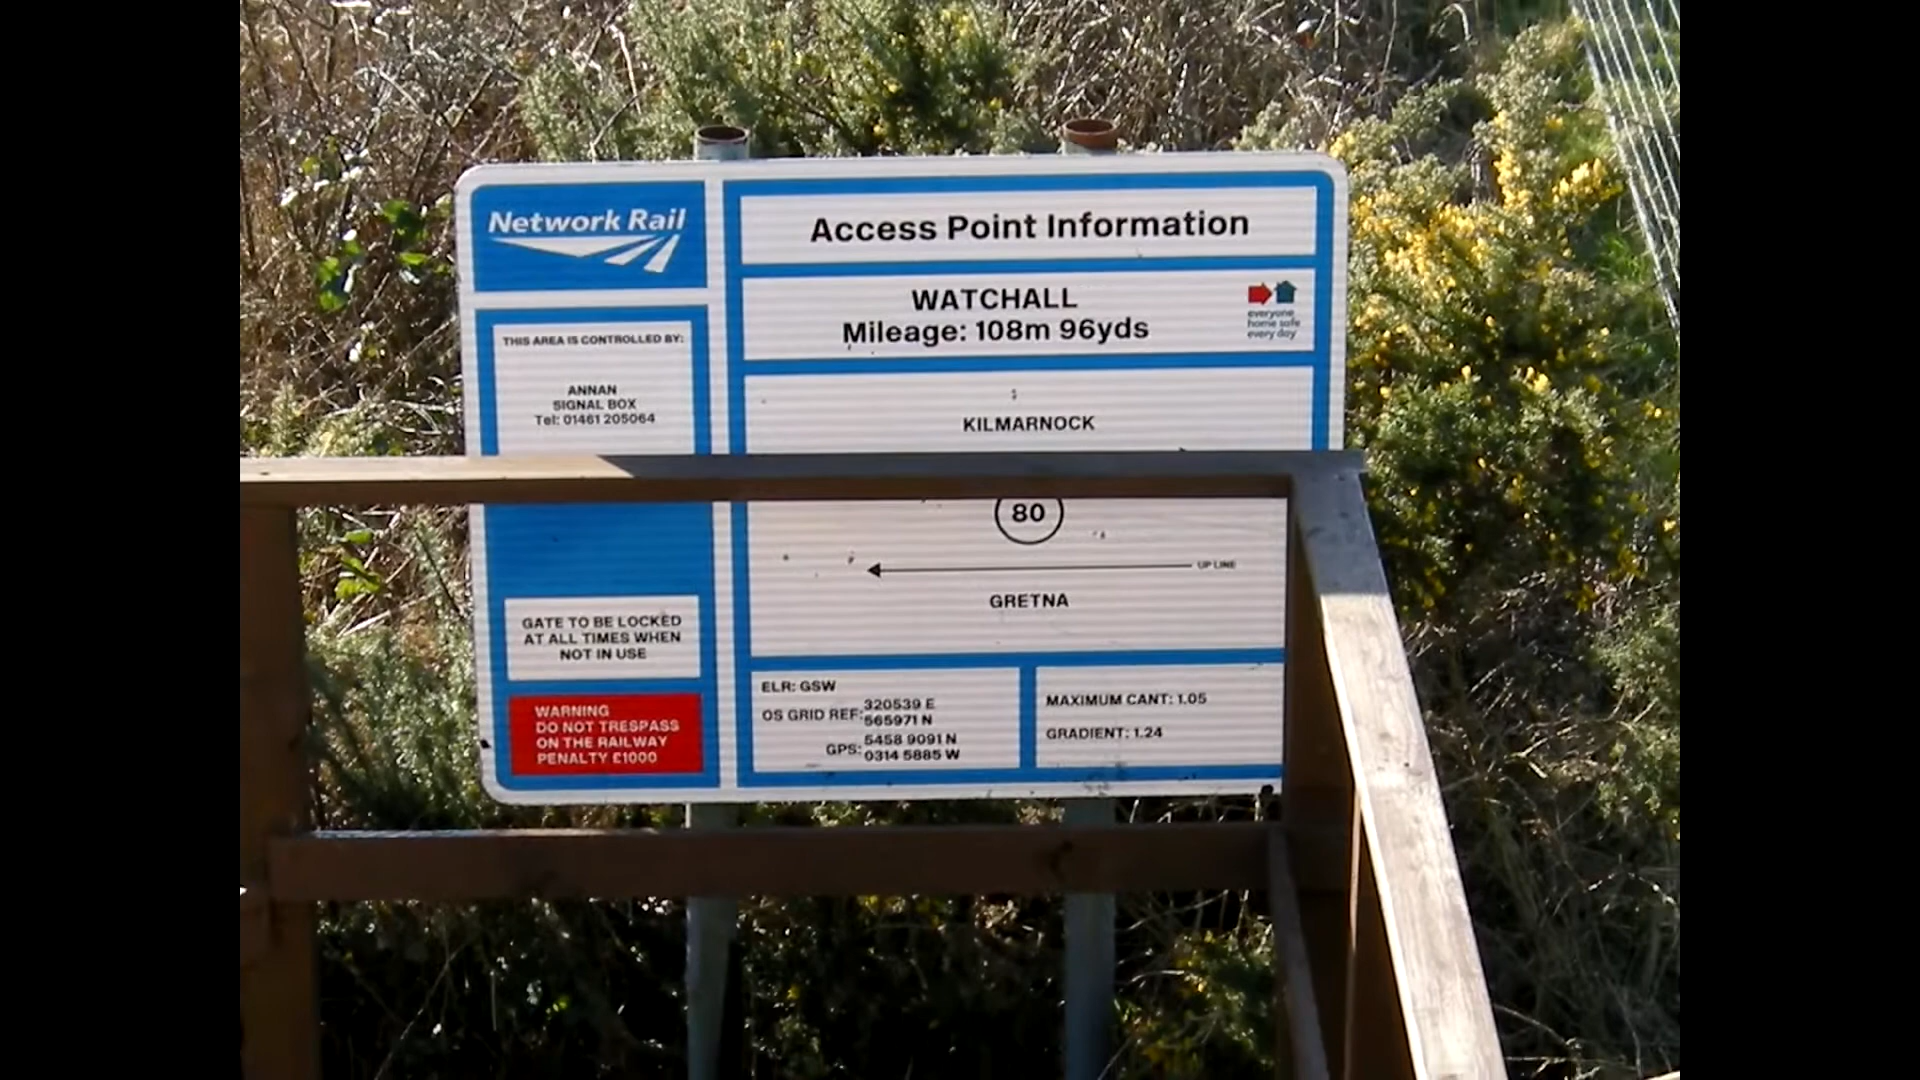 Network Rail
THIS AREA IS CONTROLLED BY:
ANNAN
SIGNAL BOX
Tel: 01461 205064
GATE TO BE LOCKED
AT ALL TIMES WHEN
NOT IN USE
WARNING
DO NOT TRESPASS
ON THE RAILWAY
PENALTY £1000
Access Point Information
WATCHALL
Mileage: 108m 96yds
everyone
home safe
every day
KILMARNOCK
80
UP LINE
GRETNA
ELR: GSW
OS GRID REF: 320539 E
565971 N
GPS: 5458 9091 N
0314 5885 W
MAXIMUM CANT: 1.05
GRADIENT: 1.24